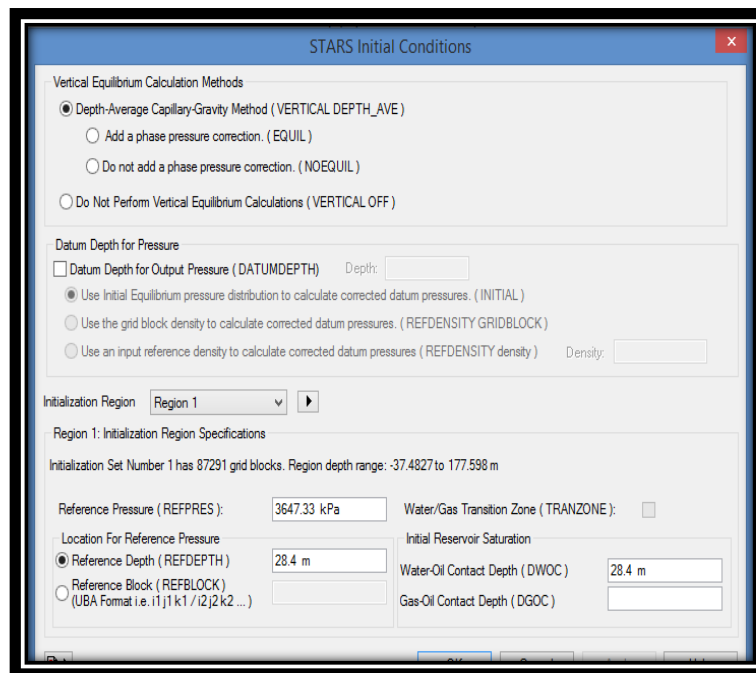 STARS Initial Conditions
x
Vertical Equilibrium Calculation Methods
Depth-Average Capillary-Gravity Method ( VERTICAL DEPTH_AVE )
Add a phase pressure correction. ( EQUIL )
Do not add a phase pressure correction. ( NOEQUIL )
Do Not Perform Vertical Equilibrium Calculations ( VERTICAL OFF )
Datum Depth for Pressure
Datum Depth for Output Pressure ( DATUMDEPTH) Depth:
Use Initial Equilibrium pressure distribution to calculate corrected datum pressures. ( INITIAL )
Use the grid block density to calculate corrected datum pressures. ( REFDENSITY GRIDBLOCK )
Use an input reference density to calculate corrected datum pressures ( REFDENSITY density ) Density:
Initialization Region Region 1
Region 1: Initialization Region Specifications
Initialization Set Number 1 has 87291 grid blocks. Region depth range: -37.4827 to 177.598 m
Reference Pressure ( REFPRES ): 3647.33 kPa Water/Gas Transition Zone ( TRANZONE ):
Location For Reference Pressure Initial Reservoir Saturation
Reference Depth ( REFDEPTH ) 28.4 m Water-Oil Contact Depth ( DWOC ) 28.4 m
Reference Block ( REFBLOCK )
(UBA Format i.e. i1 j1 k1 / i2 j2 k2 ... ) Gas-Oil Contact Depth ( DGOC )